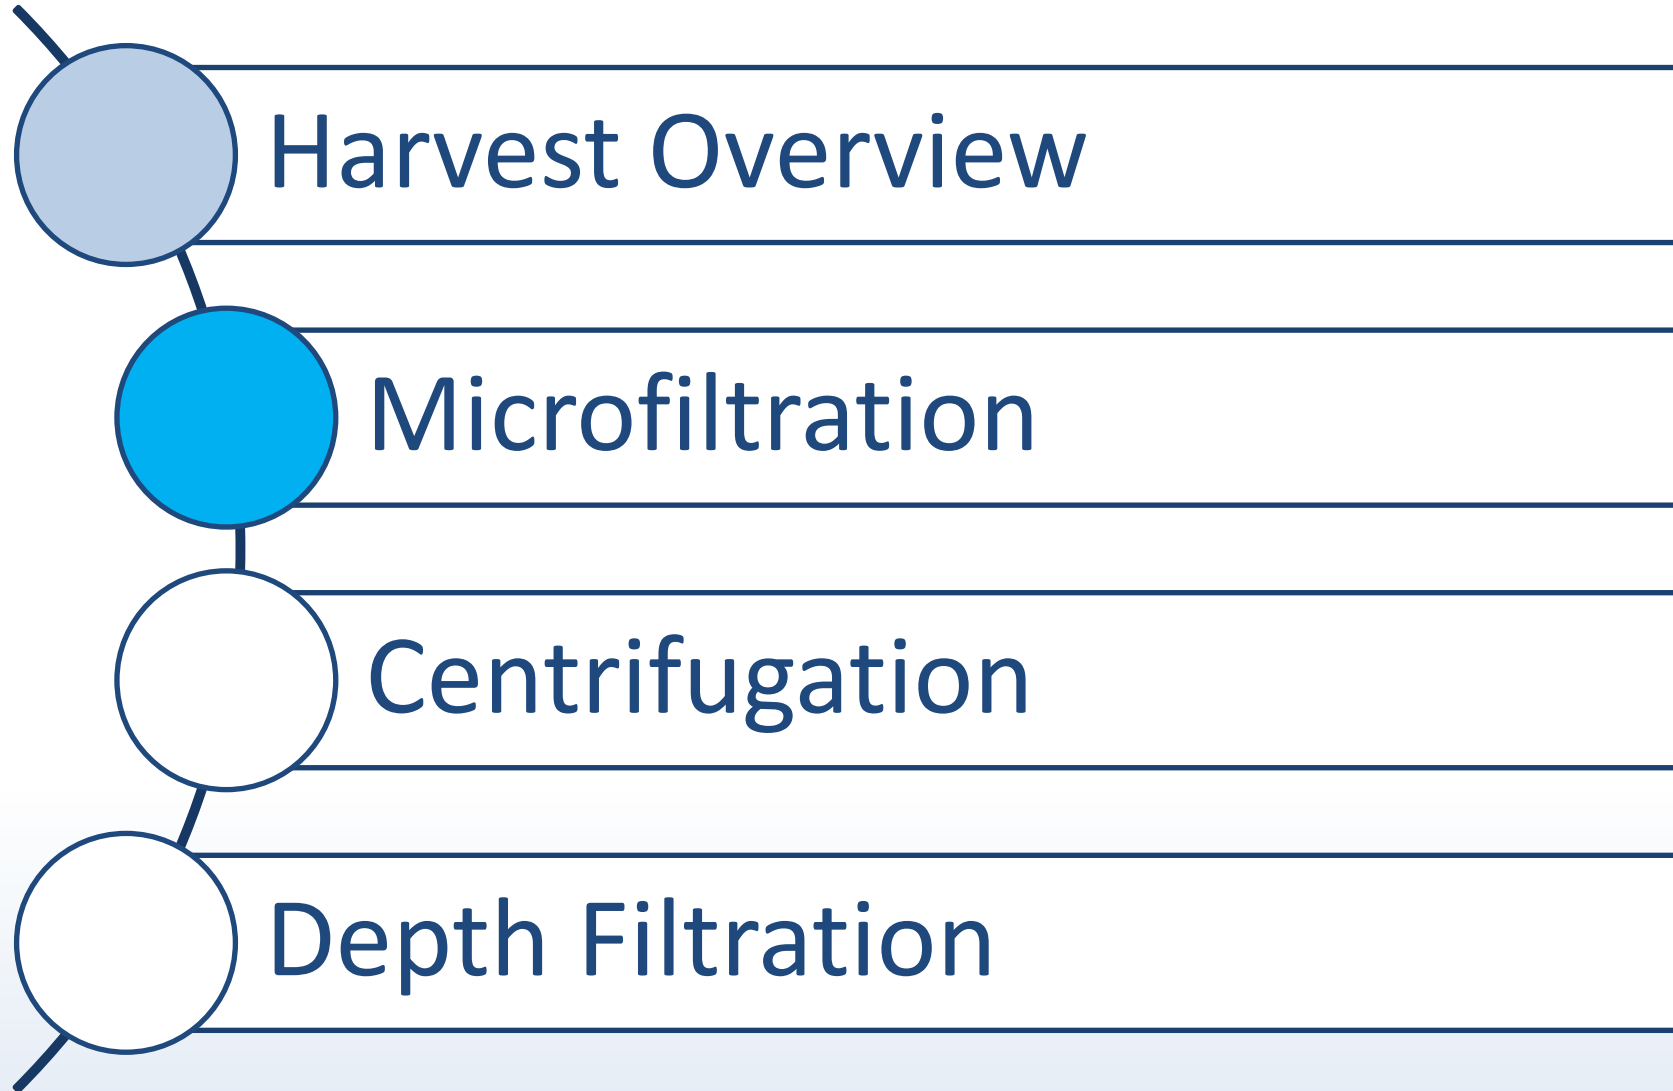 Harvest Overview
Microfiltration
Centrifugation
Depth Filtration